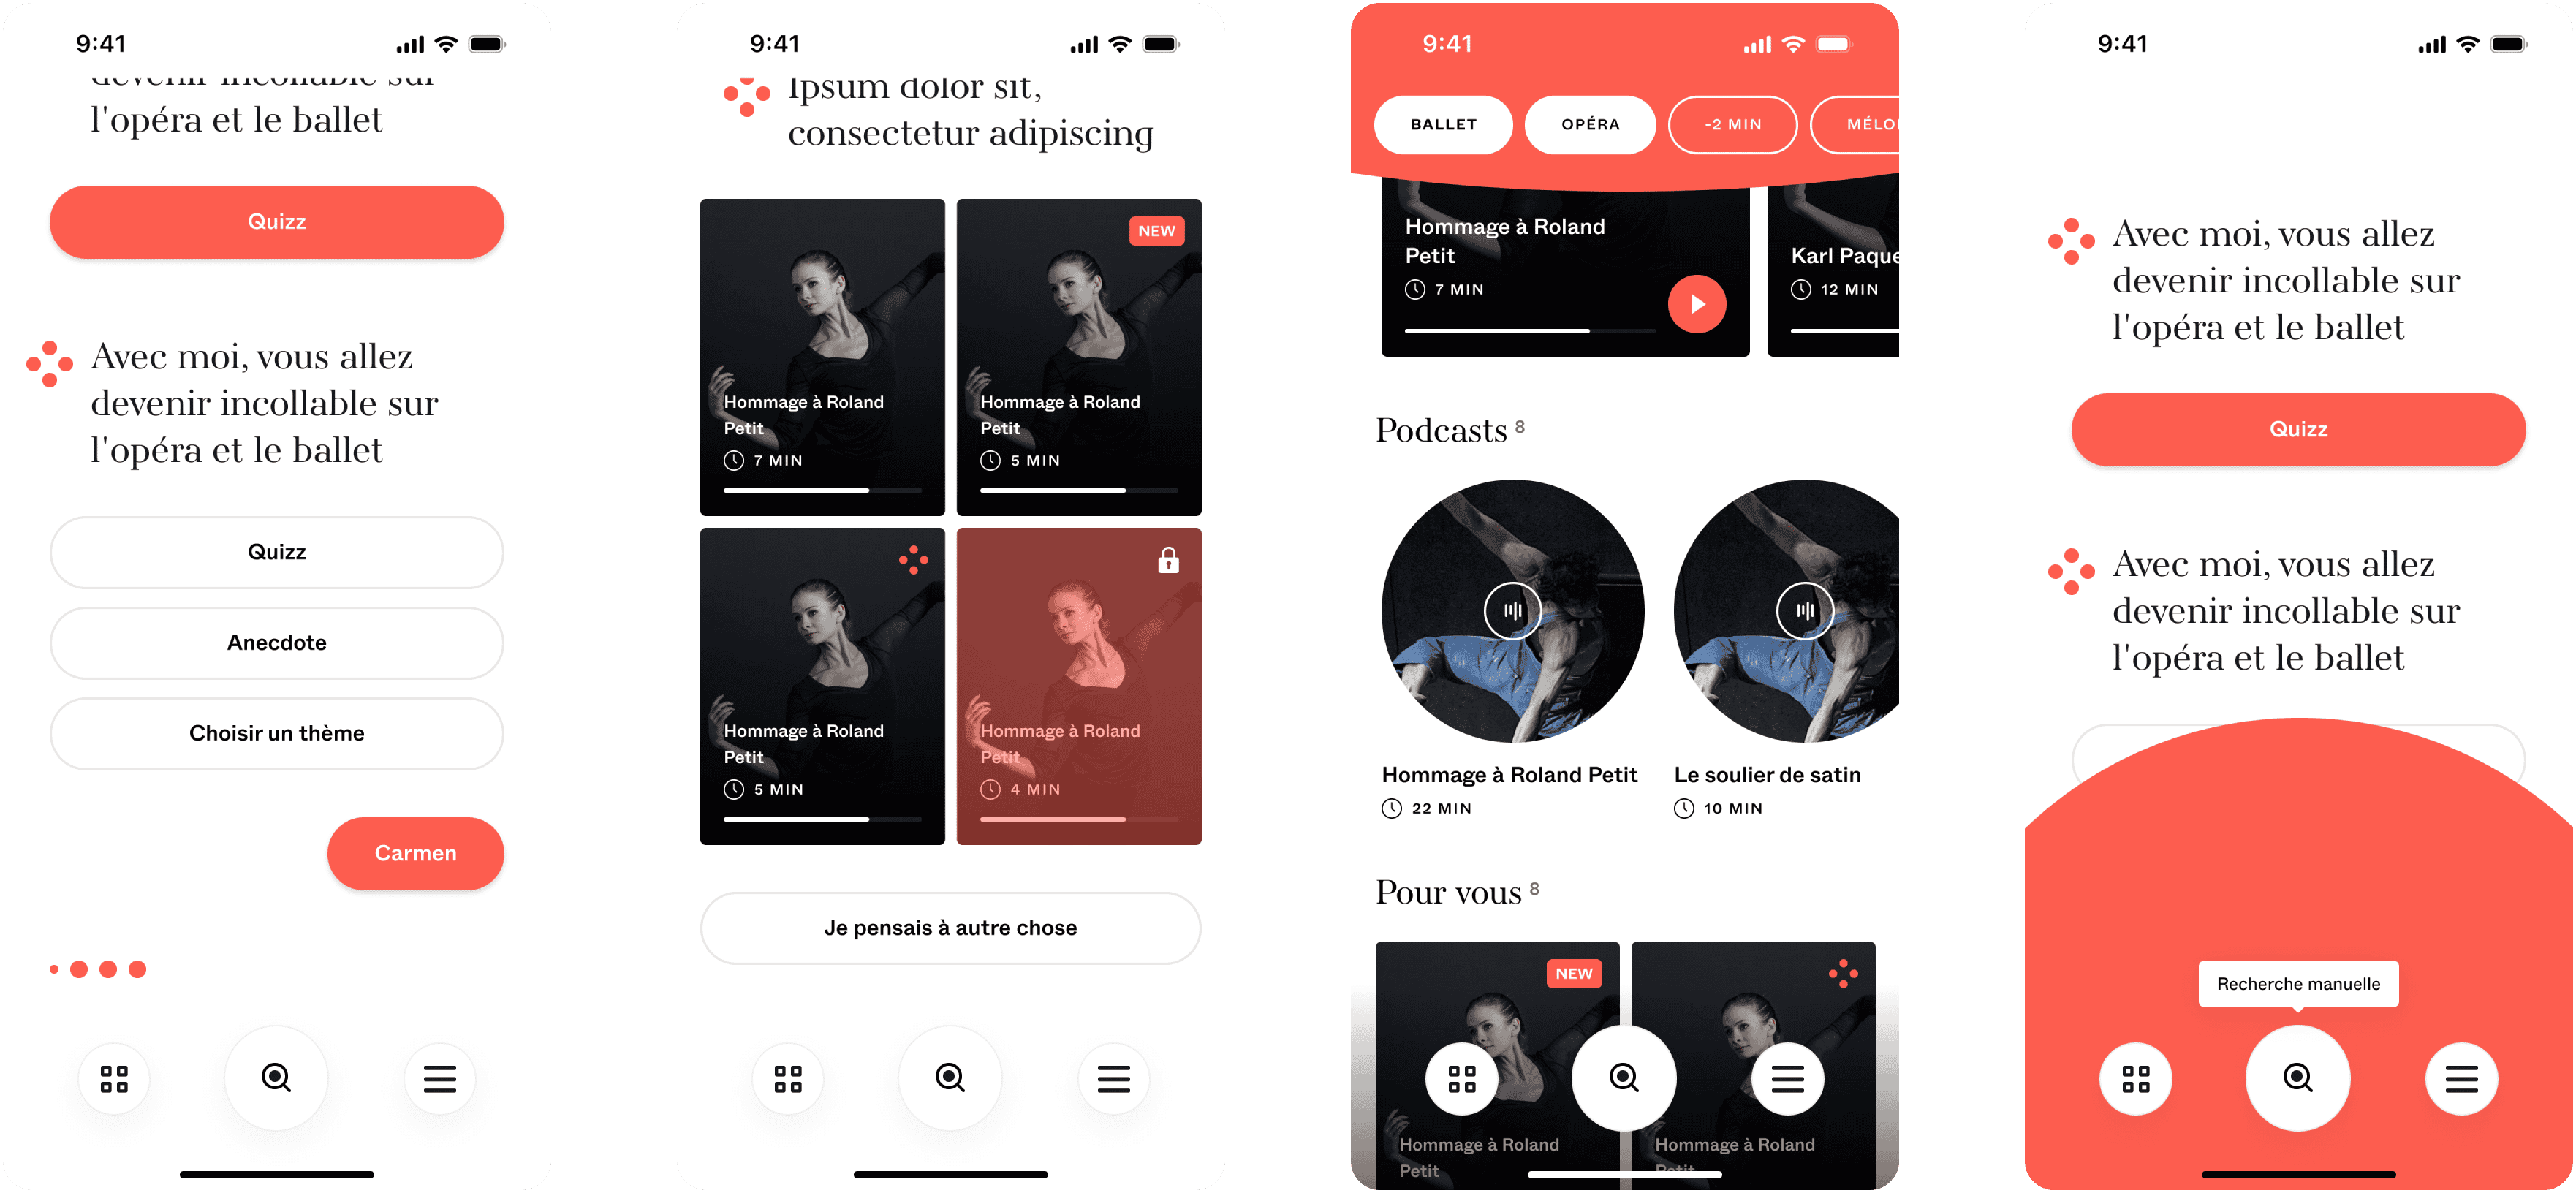 9:41
devenir incollable sur
l'opéra et le ballet
Quizz
Avec moi, vous allez
devenir incollable sur
l'opéra et le ballet
Quizz
Anecdote
Choisir un thème
Carmen
9:41
Ipsum dolor sit,
consectetur adipiscing
Hommage à Roland
Petit
7 MIN
NEW
Hommage à Roland
Petit
5 MIN
Hommage à Roland
Petit
5 MIN
Hommage à Roland
Petit
4 MIN
Je pensais à autre chose
9:41
BALLET
OPÉRA
-2 MIN
MÉLO
Hommage à Roland
Petit
7 MIN
Karl Paque
12 MIN
Podcasts 8
Hommage à Roland Petit
22 MIN
Le soulier de satin
10 MIN
Pour vous 8
NEW
Hommage à Roland
Petit
Hommage à Roland
Petit
9:41
Avec moi, vous allez
devenir incollable sur
l'opéra et le ballet
Quizz
Avec moi, vous allez
devenir incollable sur
l'opéra et le ballet
Recherche manuelle